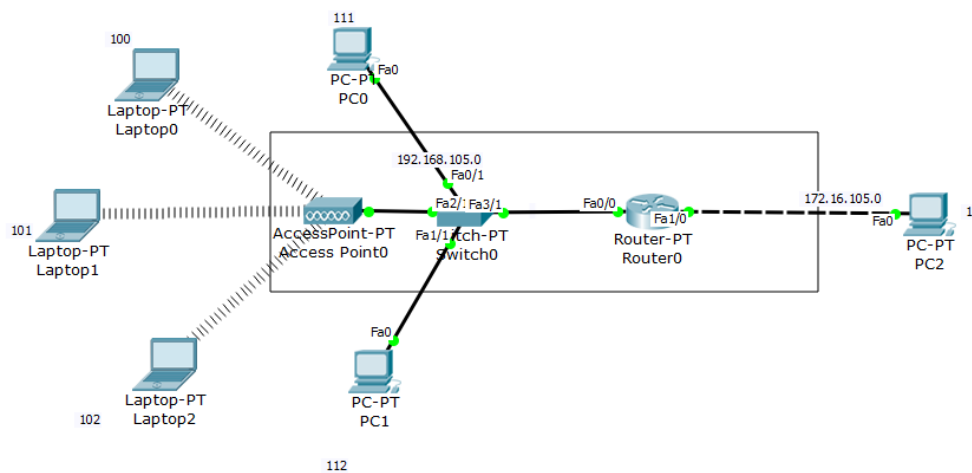 111
100
Fa0
PC-P
PC0
Laptop-PT
Laptop0
192.168.105.0
Fa0/1
101
Laptop-PT
Laptop1
AccessPoint-PT
Access Point0
Fa2/
Fa3/1
Fa1/1
itch-PT
Switch0
Fa0/0
Fa1/0
Router-PT
Router0
172.16.105.0
Fa0
1
PC-PT
PC2
Fa0
PC-PT
PC1
Laptop-PT
Laptop2
102
112